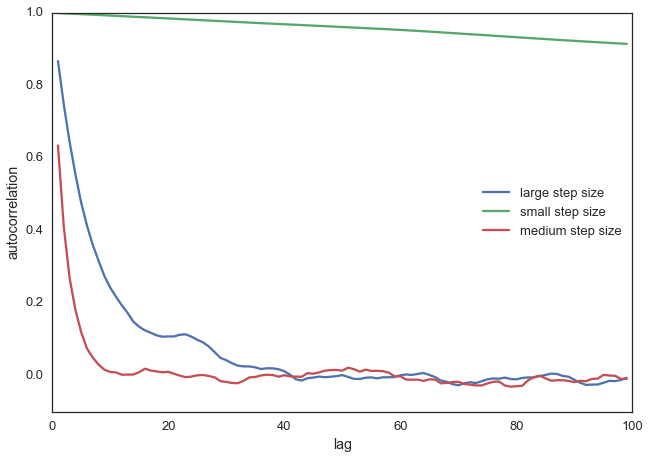 1.0
0.8
0.6
0.4
0.2
0.0
autocorrelation
large step size
small step size
medium step size
0 20 40 60 80 100
lag